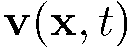 v(x, t)